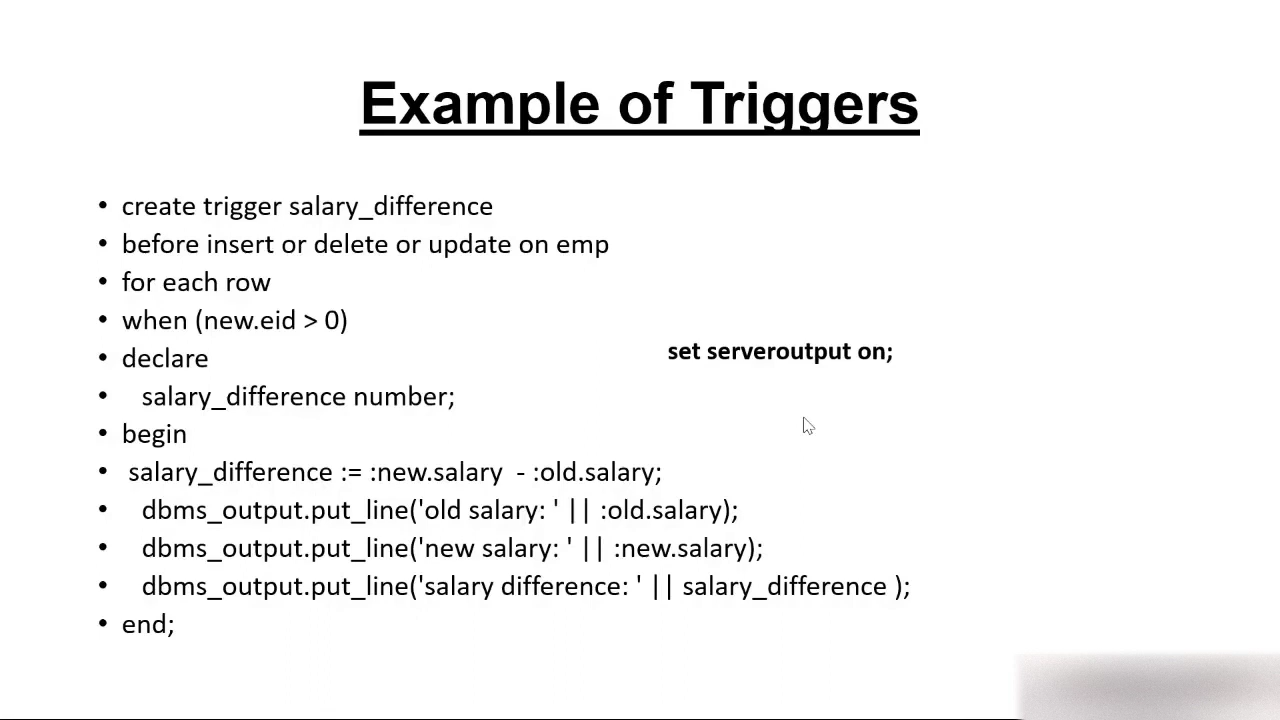 Example of Triggers
• create trigger salary_difference
• before insert or delete or update on emp
• for each row
• when (new.eid > 0)
• declare
set serveroutput on;
• salary_difference number;
• begin
• salary_difference := :new.salary  - :old.salary;
• dbms_output.put_line('old salary: ' || :old.salary);
• dbms_output.put_line('new salary: ' || :new.salary);
• dbms_output.put_line('salary difference: ' || salary_difference );
• end;